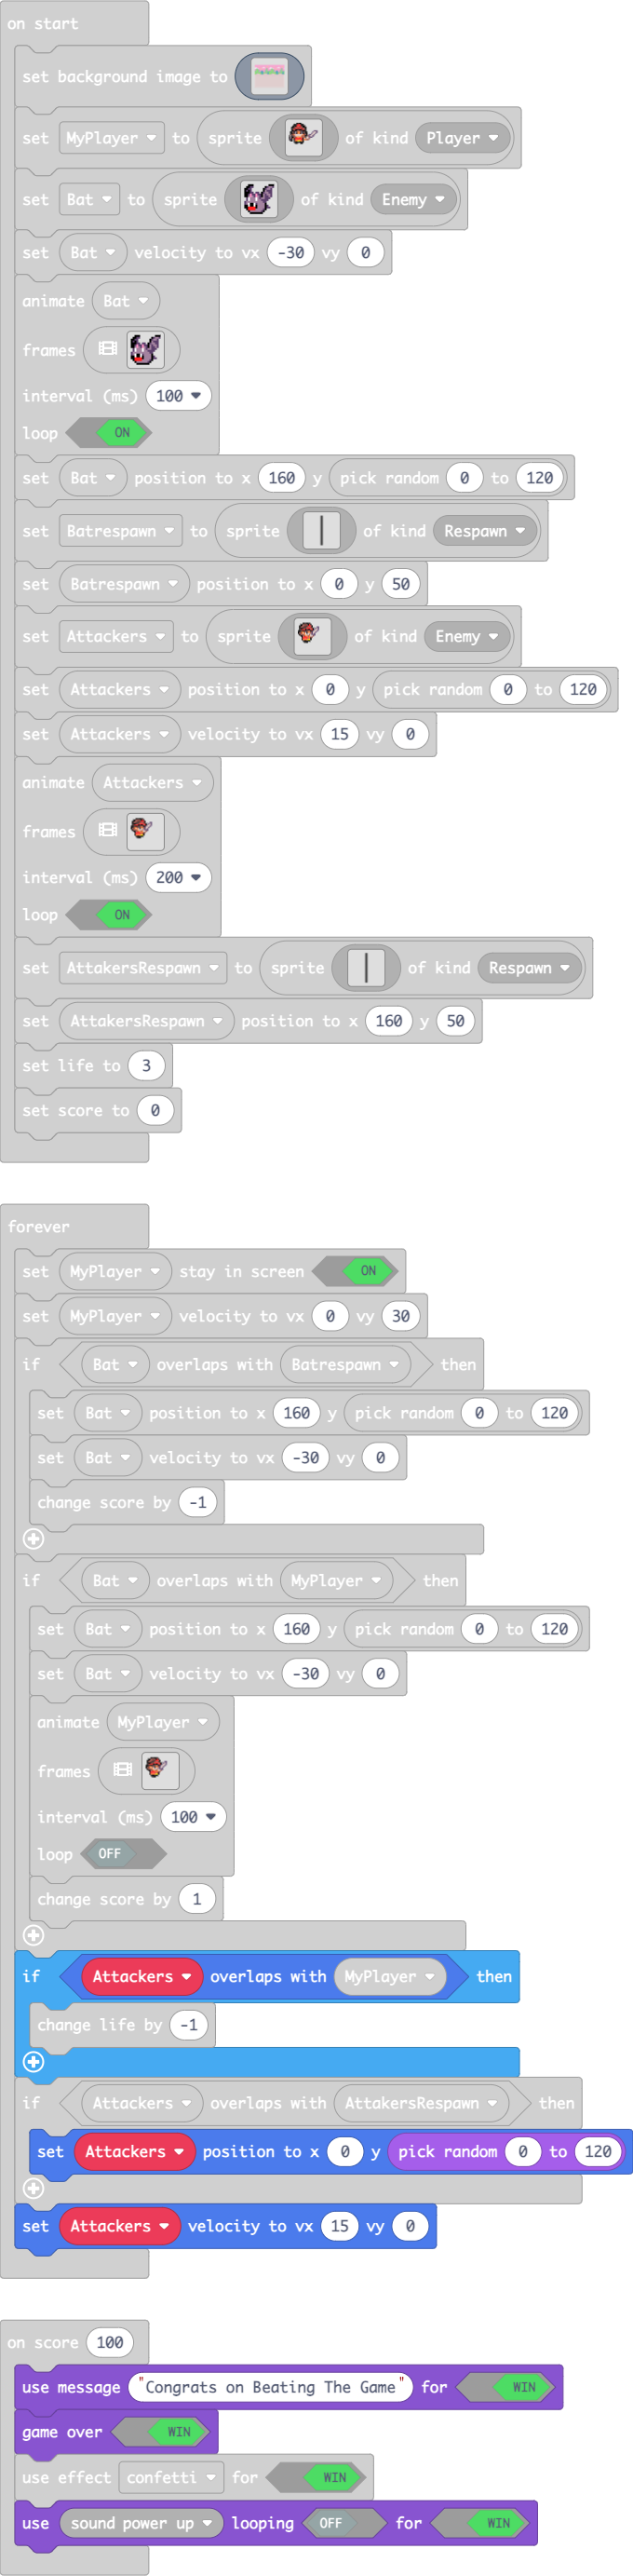 on start
set background image to
set MyPlayer to sprite of kind Player
set Bat to sprite of kind Enemy
set Bat velocity to vx -30 vy 0
animate Bat
frames
interval (ms) 100
loop ON
set Bat position to x 160 y pick random 0 to 120
set Batrespawn to sprite of kind Respawn
set Batrespawn position to x 0 y 50
set Attackers to sprite of kind Enemy
set Attackers position to x 0 y pick random 0 to 120
set Attackers velocity to vx 15 vy 0
animate Attackers
frames
interval (ms) 200
loop ON
set AttakersRespawn to sprite of kind Respawn
set AttakersRespawn position to x 160 y 50
set life to 3
set score to 0
forever
set MyPlayer stay in screen ON
set MyPlayer velocity to vx 0 vy 30
if Bat overlaps with Batrespawn then
set Bat position to x 160 y pick random 0 to 120
set Bat velocity to vx -30 vy 0
change score by -1
if Bat overlaps with MyPlayer then
set Bat position to x 160 y pick random 0 to 120
set Bat velocity to vx -30 vy 0
animate MyPlayer
frames
interval (ms) 100
loop OFF
change score by 1
if Attackers overlaps with MyPlayer then
change life by -1
if Attackers overlaps with AttakersRespawn then
set Attackers position to x 0 y pick random 0 to 120
set Attackers velocity to vx 15 vy 0
on score 100
use message "Congrats on Beating The Game" for WIN
game over WIN
use effect confetti for WIN
use sound power up looping OFF for WIN